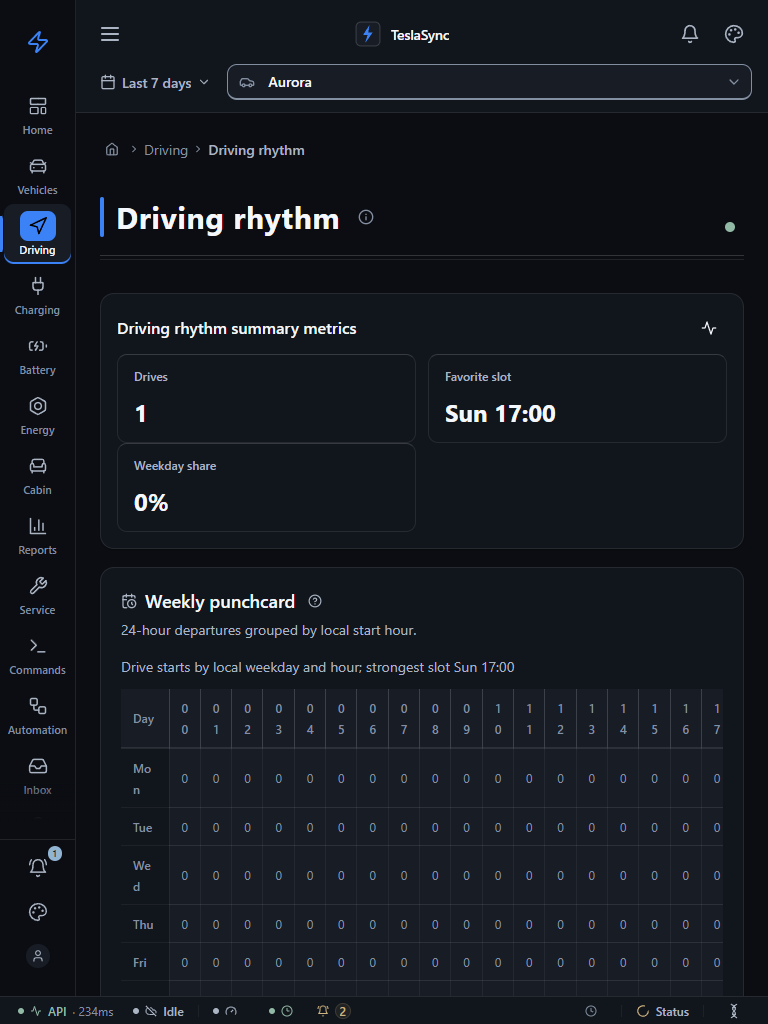 TeslaSync
Last 7 days
Aurora
Home
Vehicles
Driving
Charging
Battery
Energy
Cabin
Reports
Service
Commands
Automation
Inbox
1
Driving
Driving rhythm
Driving rhythm
Driving rhythm summary metrics
Drives
1
Favorite slot
Sun 17:00
Weekday share
0%
Weekly punchcard
24-hour departures grouped by local start hour.
Drive starts by local weekday and hour; strongest slot Sun 17:00
Day 00 01 02 03 04 05 06 07 08 09 10 11 12 13 14 15 16 17
Mon 0 0 0 0 0 0 0 0 0 0 0 0 0 0 0 0 0 0
Tue 0 0 0 0 0 0 0 0 0 0 0 0 0 0 0 0 0 0
Wed 0 0 0 0 0 0 0 0 0 0 0 0 0 0 0 0 0 0
Thu 0 0 0 0 0 0 0 0 0 0 0 0 0 0 0 0 0 0
Fri 0 0 0 0 0 0 0 0 0 0 0 0 0 0 0 0 0 0
API · 234ms
Idle
2
Status